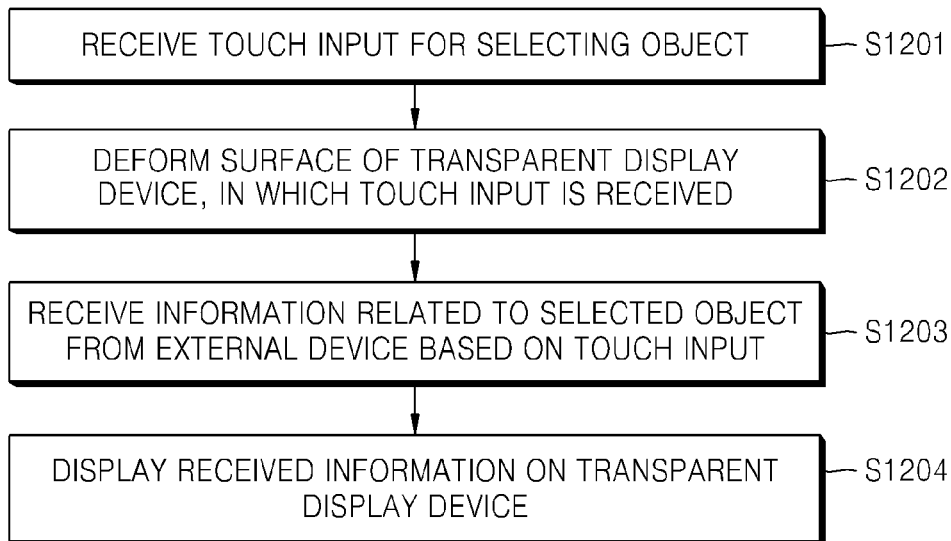 RECEIVE TOUCH INPUT FOR SELECTING OBJECT
S1201
DEFORM SURFACE OF TRANSPARENT DISPLAY
DEVICE, IN WHICH TOUCH INPUT IS RECEIVED
S1202
RECEIVE INFORMATION RELATED TO SELECTED OBJECT
FROM EXTERNAL DEVICE BASED ON TOUCH INPUT
S1203
DISPLAY RECEIVED INFORMATION ON TRANSPARENT
DISPLAY DEVICE
S1204